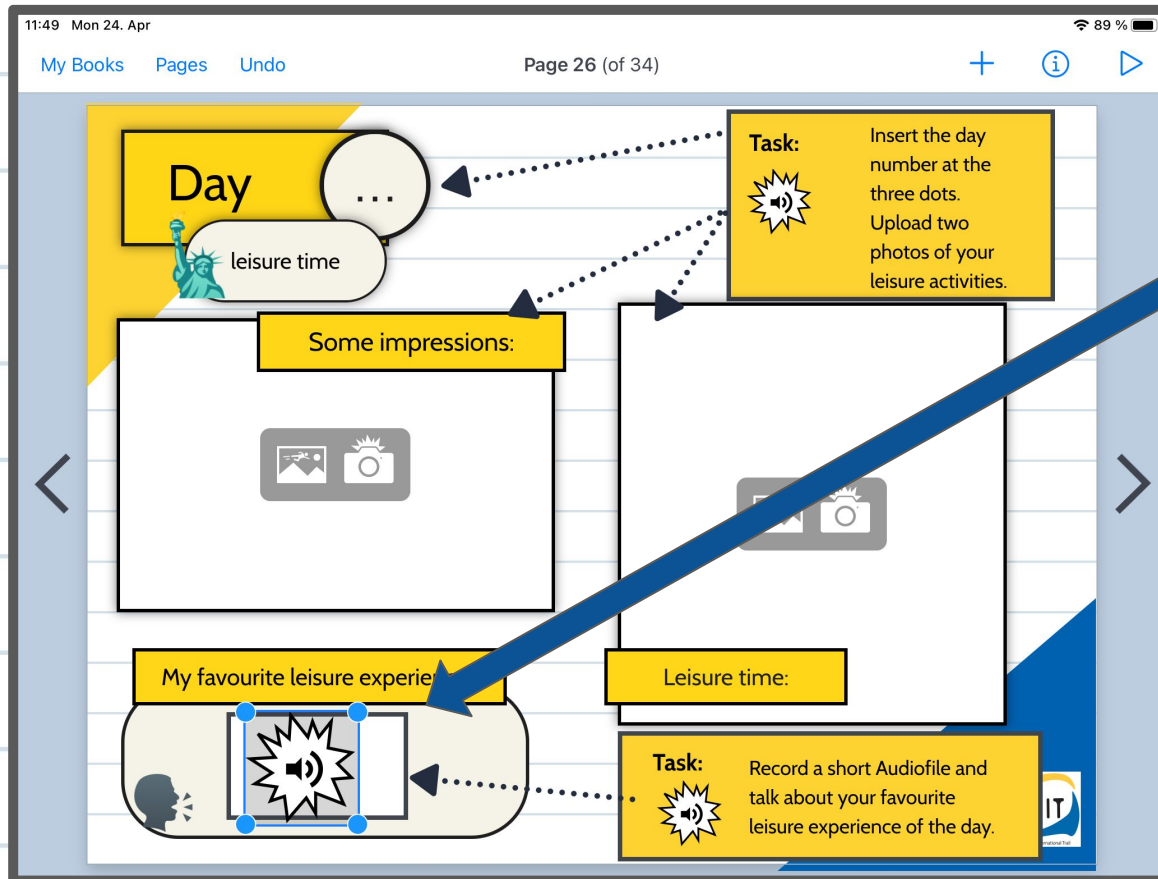 11:49 Mon 24. Apr
89 %
My Books Pages Undo
Page 26 (of 34)
Day
...
leisure time
Task:
Insert the day
number at the
three dots.
Upload two
photos of your
leisure activities.
Some impressions:
My favourite leisure
Leisure time:
Task:
Record a short Audiofile and
talk about your favourite
leisure experience of the day.
IT